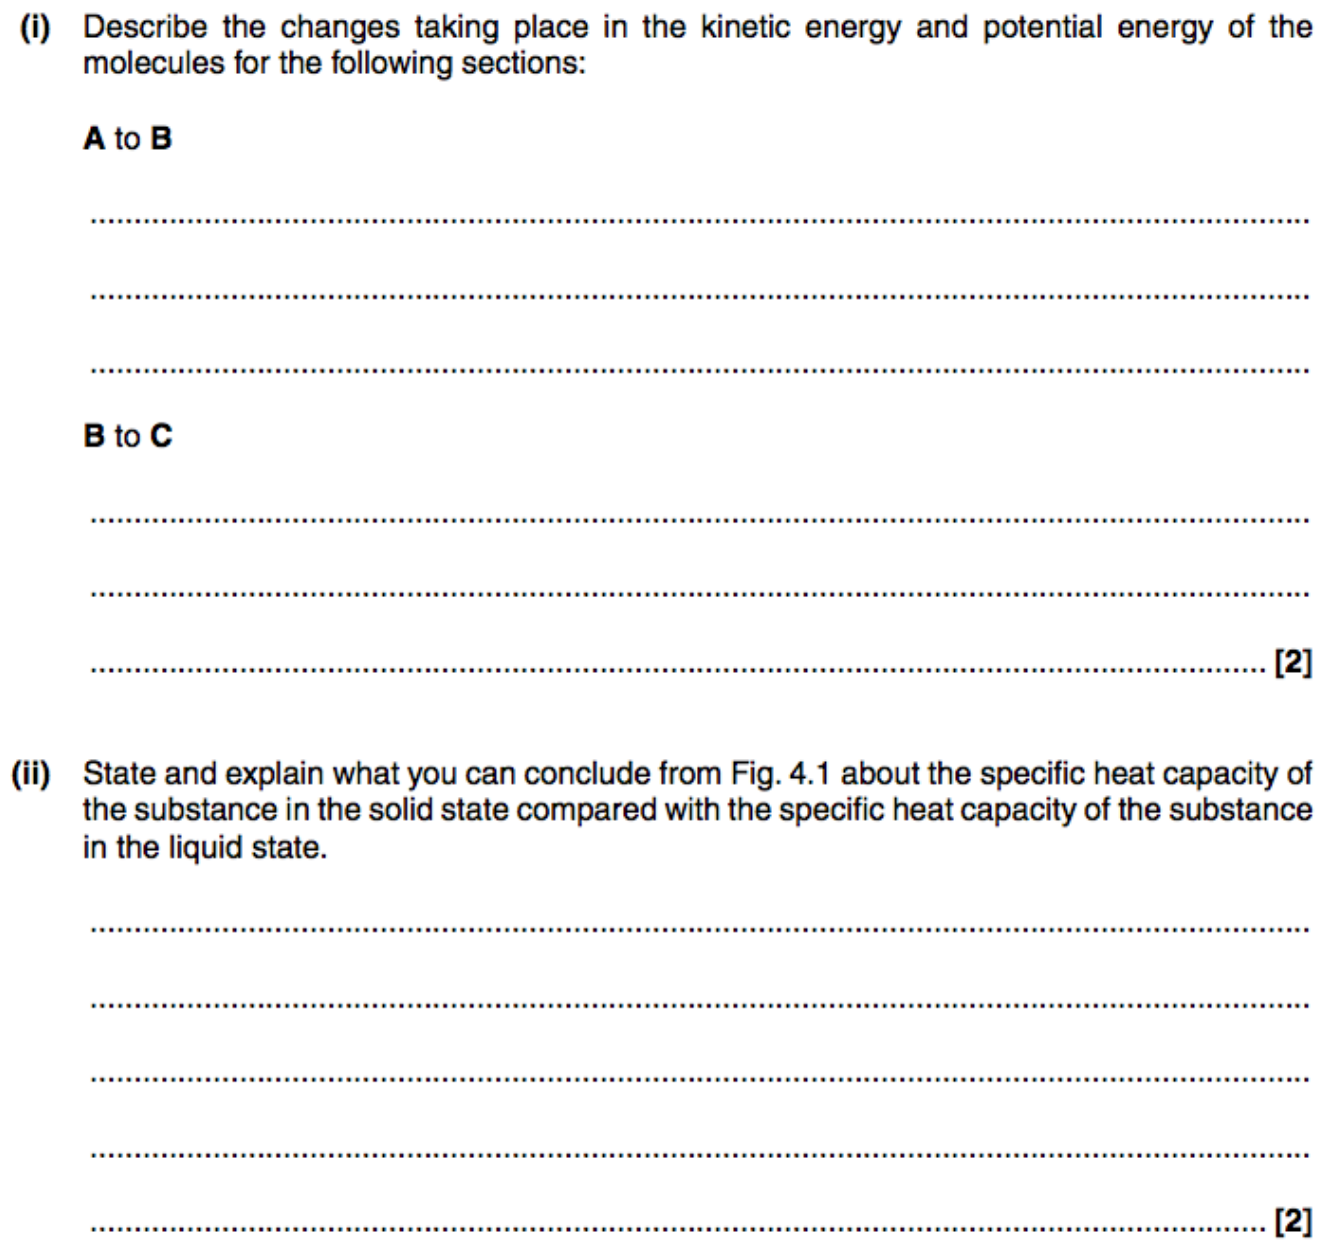 (i) Describe the changes taking place in the kinetic energy and potential energy of the
molecules for the following sections:
A to B
..........................................................................................................................................
..........................................................................................................................................
..........................................................................................................................................
B to C
..........................................................................................................................................
..........................................................................................................................................
..................................................................................................................................... [2]
(ii) State and explain what you can conclude from Fig. 4.1 about the specific heat capacity of
the substance in the solid state compared with the specific heat capacity of the substance
in the liquid state.
..........................................................................................................................................
..........................................................................................................................................
..........................................................................................................................................
..........................................................................................................................................
..................................................................................................................................... [2]